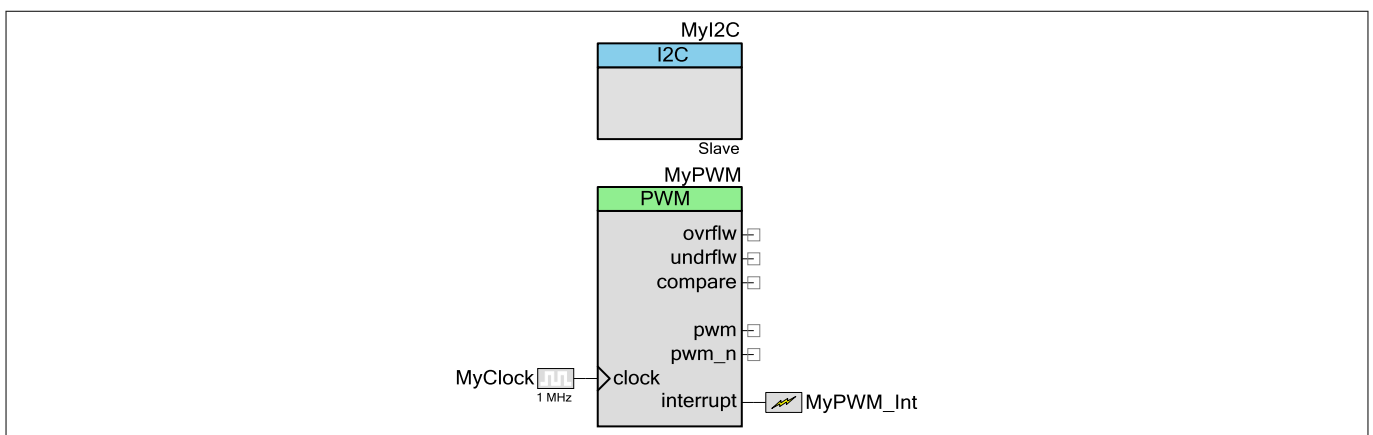 MyI2C
I2C
Slave
MyPWM
PWM
ovrflw
undrflw
compare
pwm
pwm_n
MyClock
clock
1 MHz
interrupt
MyPWM_Int